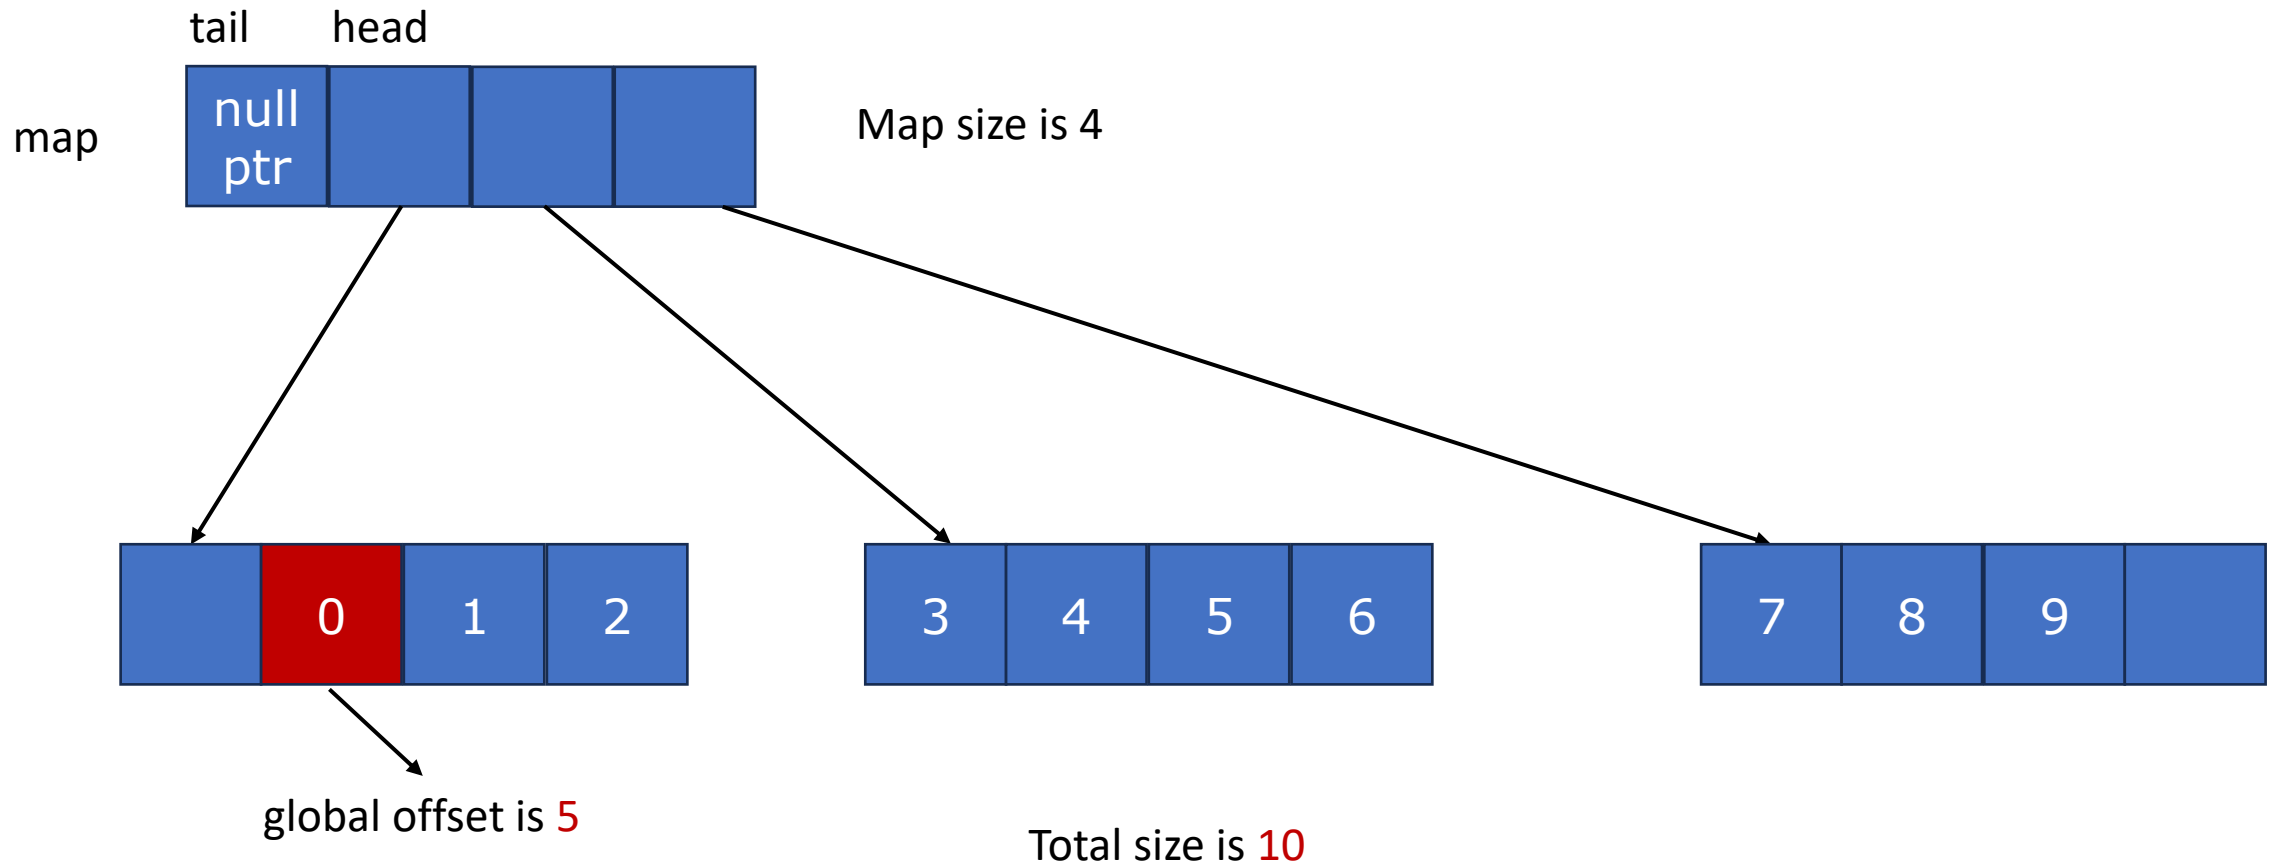 tail head
map
null
ptr
Map size is 4
0 1 2 3 4 5 6 7 8 9
global offset is 5
Total size is 10